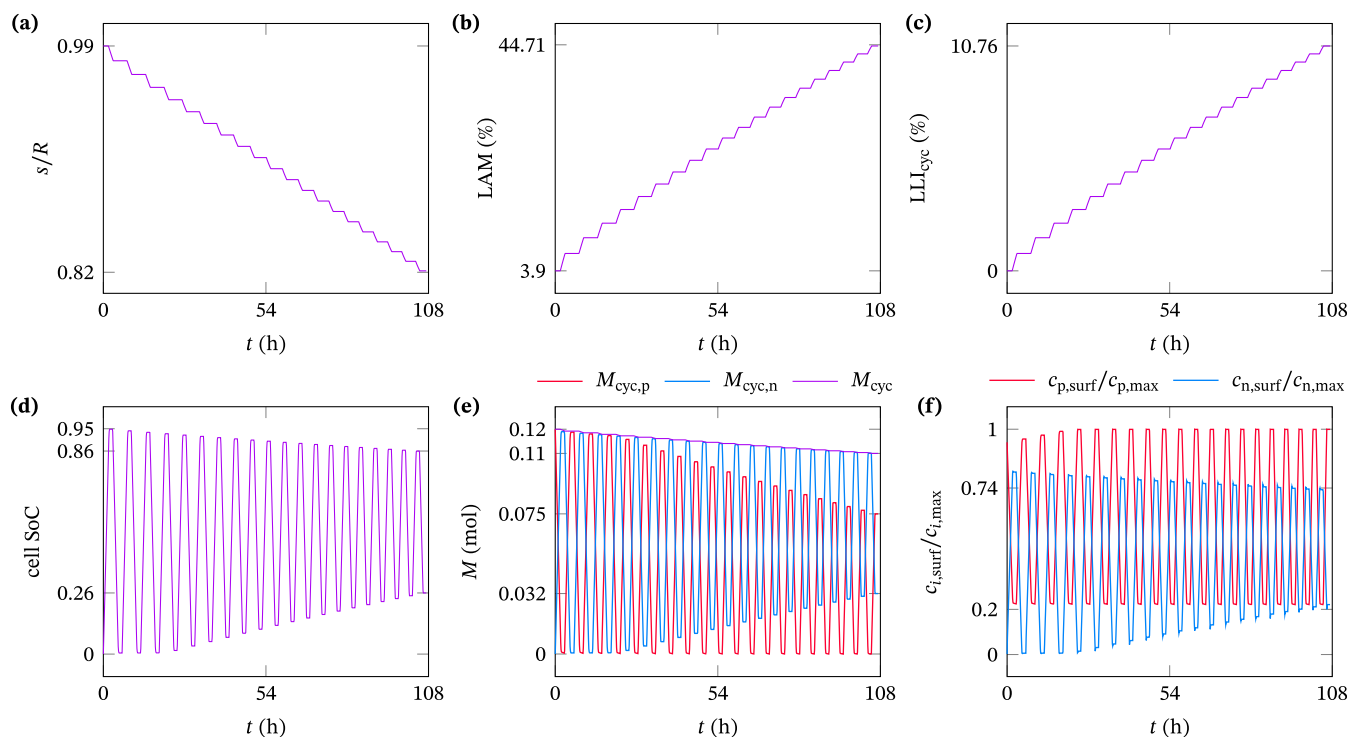 (a)
0.99
0.82
s/R
0
54
108
t (h)
(b)
44.71
3.9
LAM (%)
0
54
108
t (h)
(c)
10.76
0
LLI_cyc (%)
0
54
108
t (h)
(d)
0.95
0.86
0.26
0
cell SoC
0
54
108
t (h)
M_cyc,p
M_cyc,n
M_cyc
(e)
0.12
0.11
0.075
0.032
0
M (mol)
0
54
108
t (h)
c_p,surf/c_p,max
c_n,surf/c_n,max
(f)
1
0.74
0.2
0
c_i,surf/c_i,max
0
54
108
t (h)